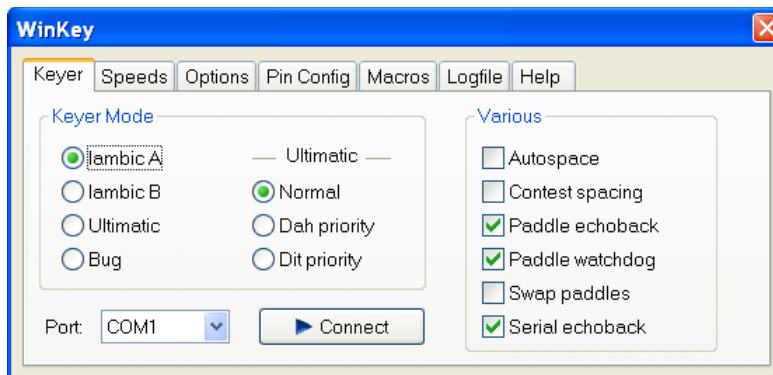 WinKey
Keyer Speeds Options Pin Config Macros Logfile Help
Keyer Mode
Iambic A
Iambic B
Ultimatic
Bug
Ultimatic
Normal
Dah priority
Dit priority
Various
Autospace
Contest spacing
Paddle echoback
Paddle watchdog
Swap paddles
Serial echoback
Port: COM1 Connect